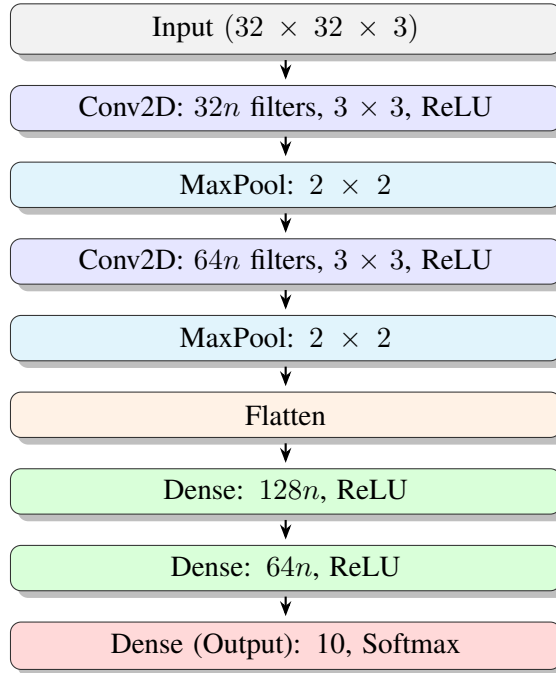 Input (32 × 32 × 3)
Conv2D: 32n filters, 3 × 3, ReLU
MaxPool: 2 × 2
Conv2D: 64n filters, 3 × 3, ReLU
MaxPool: 2 × 2
Flatten
Dense: 128n, ReLU
Dense: 64n, ReLU
Dense (Output): 10, Softmax